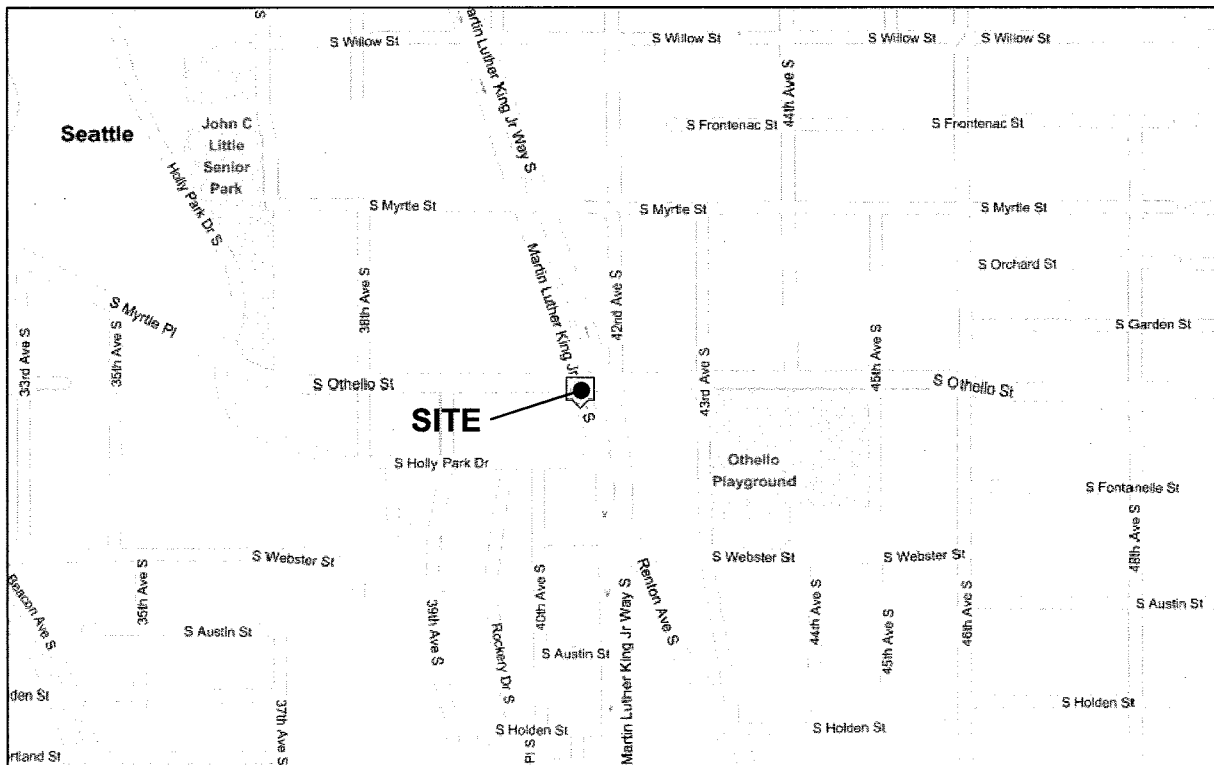 S
S Willow St
Martin Luther King Jr Way S
S Willow St
S Willow St
S Willow St
44th Ave S
Seattle
John C
Little
Senior
Park
S Frontenac St
S Frontenac St
Holly Park Dr S
S Myrtle St
S Myrtle St
S Myrtle St
Martin Luther King Jr
S Orchard St
S Myrtle Pl
38th Ave S
42nd Ave S
S Garden St
33rd Ave S
35th Ave S
43rd Ave S
45th Ave S
S Othello St
S Othello St
SITE
S
S Holly Park Dr
Othello
Playground
S Fontanelle St
S Webster St
S Webster St
S Webster St
48th Ave S
Beacon Ave S
35th Ave S
39th Ave S
40th Ave S
Renton Ave S
44th Ave S
45th Ave S
46th Ave S
S Austin St
S Austin St
Rockery Dr S
S Austin St
Martin Luther King Jr Way S
den St
37th Ave S
S Holden St
Pl S
S Holden St
S Holden St
rtland St